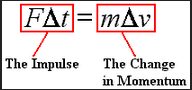 FΔt = mΔv
The Impulse
The Change
in Momentum